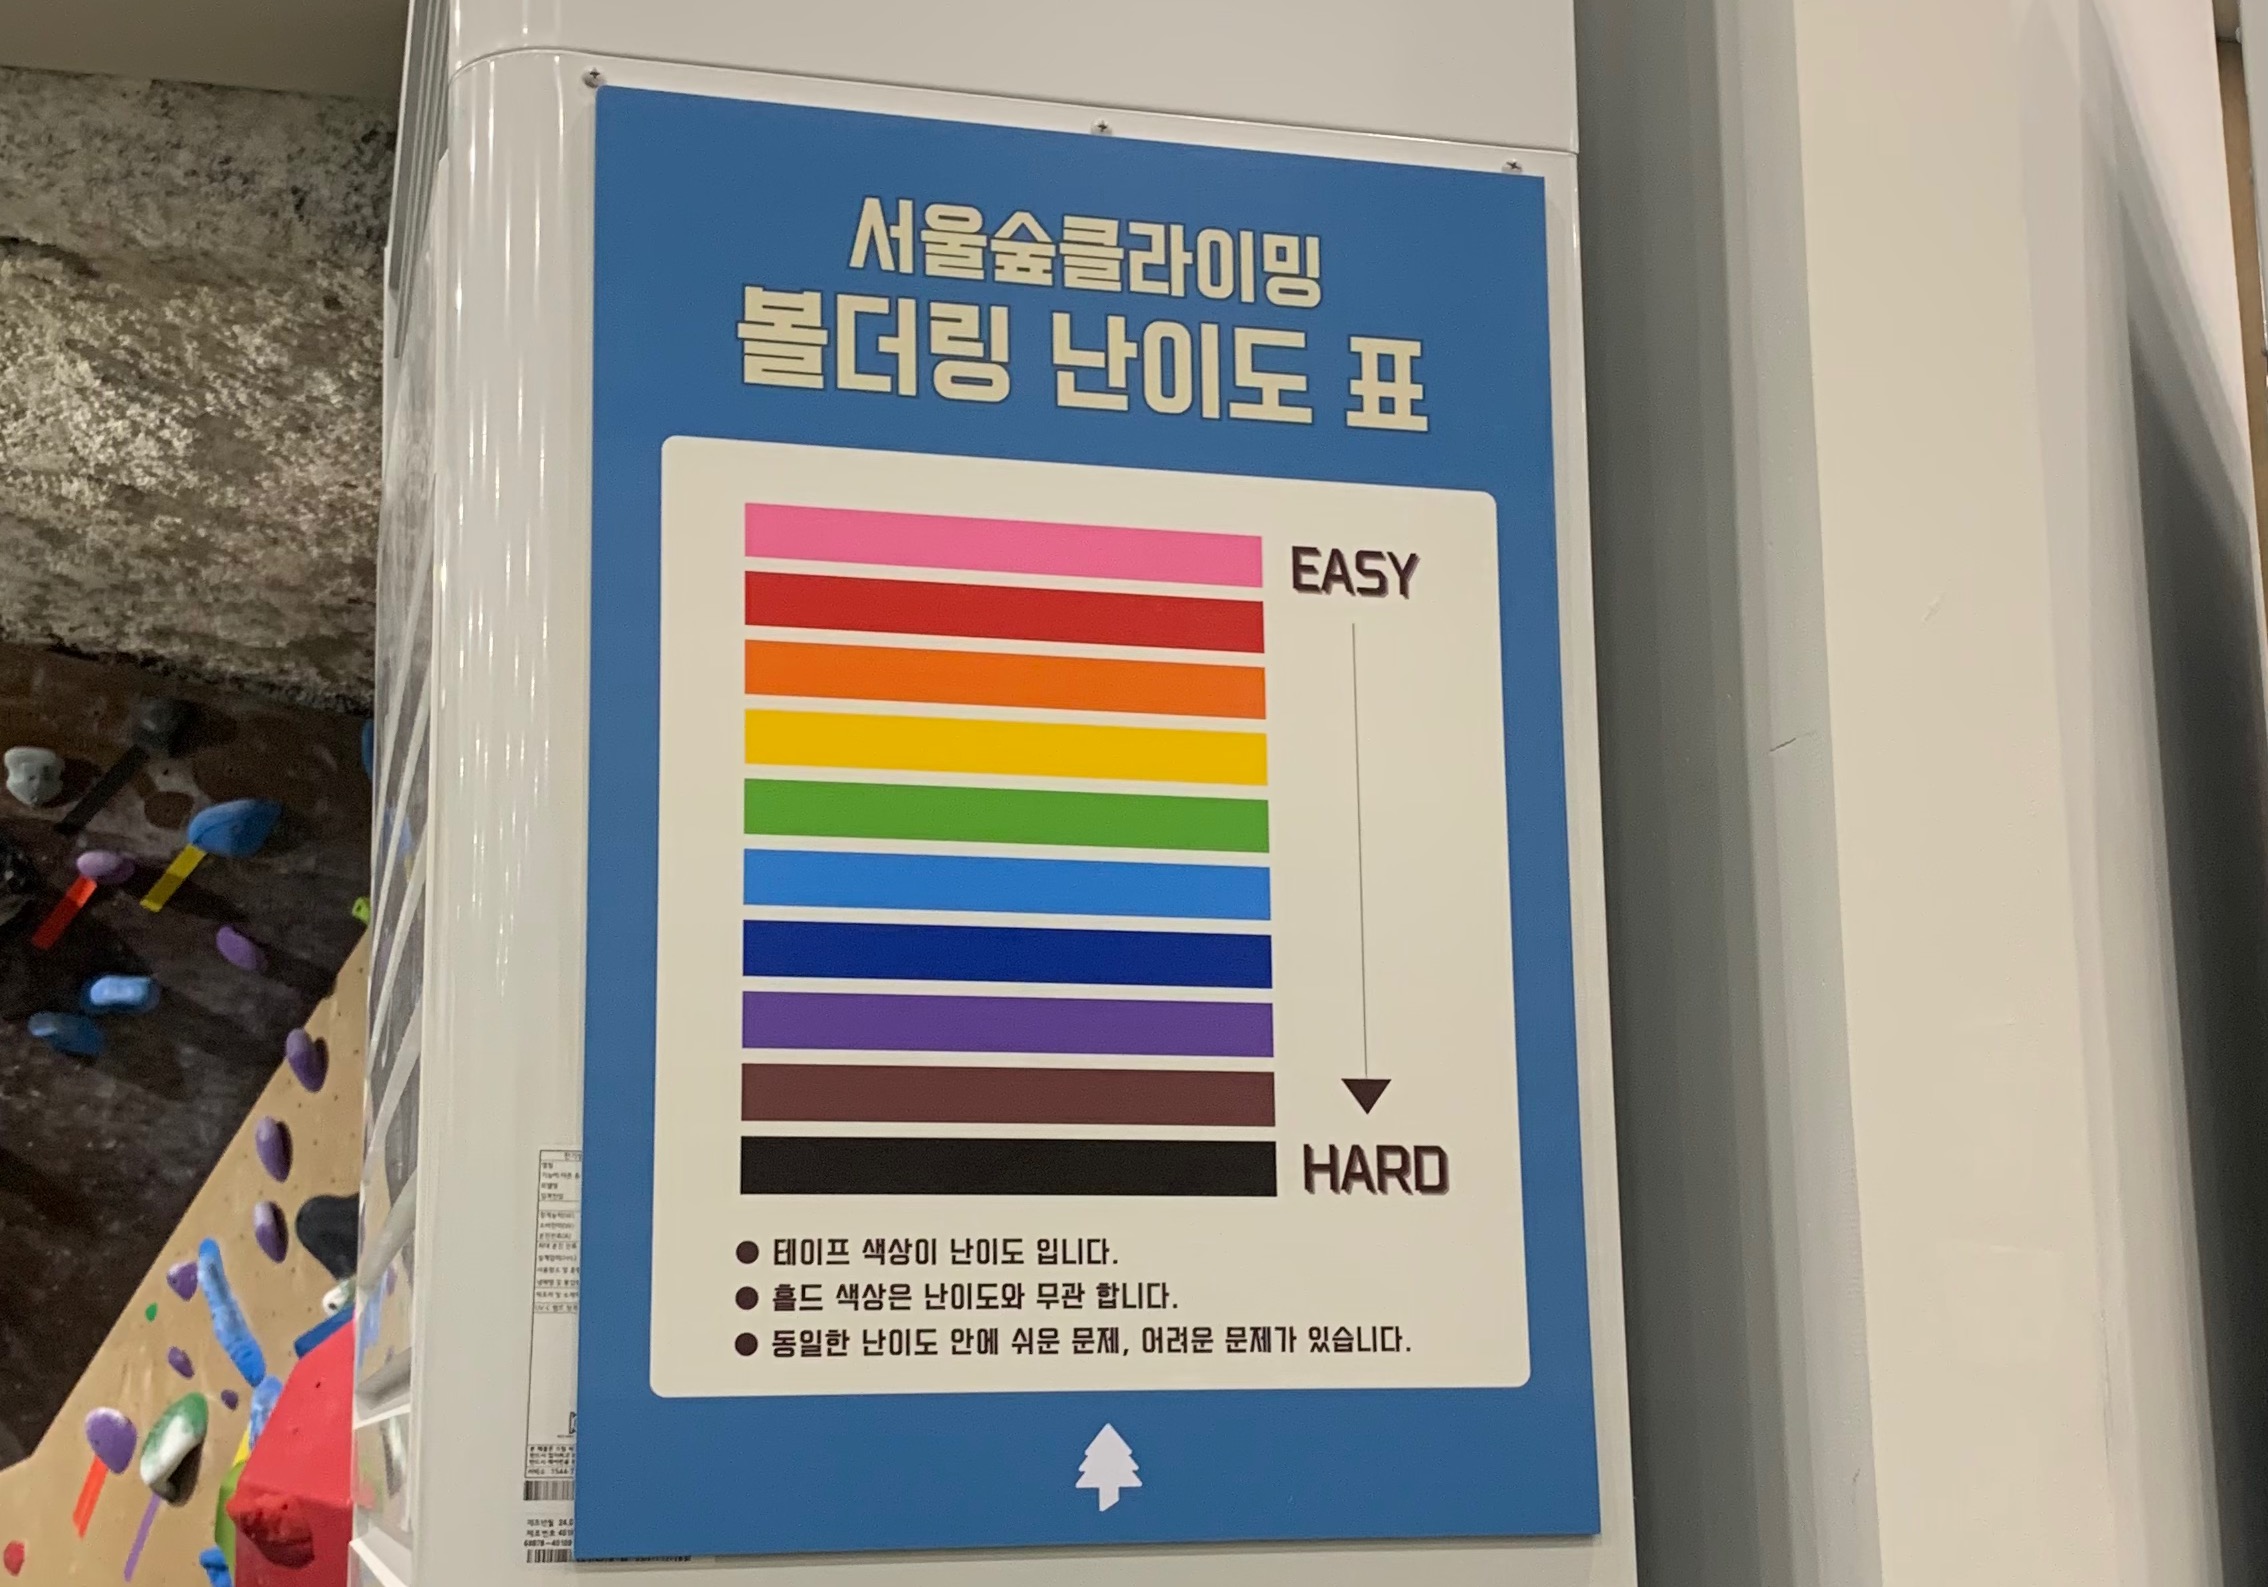 서울숲클라이밍
볼더링 난이도 표
EASY
HARD
● 테이프 색상이 난이도 입니다.
● 홀드 색상은 난이도와 무관 합니다.
● 동일한 난이도 안에 쉬운 문제, 어려운 문제가 있습니다.